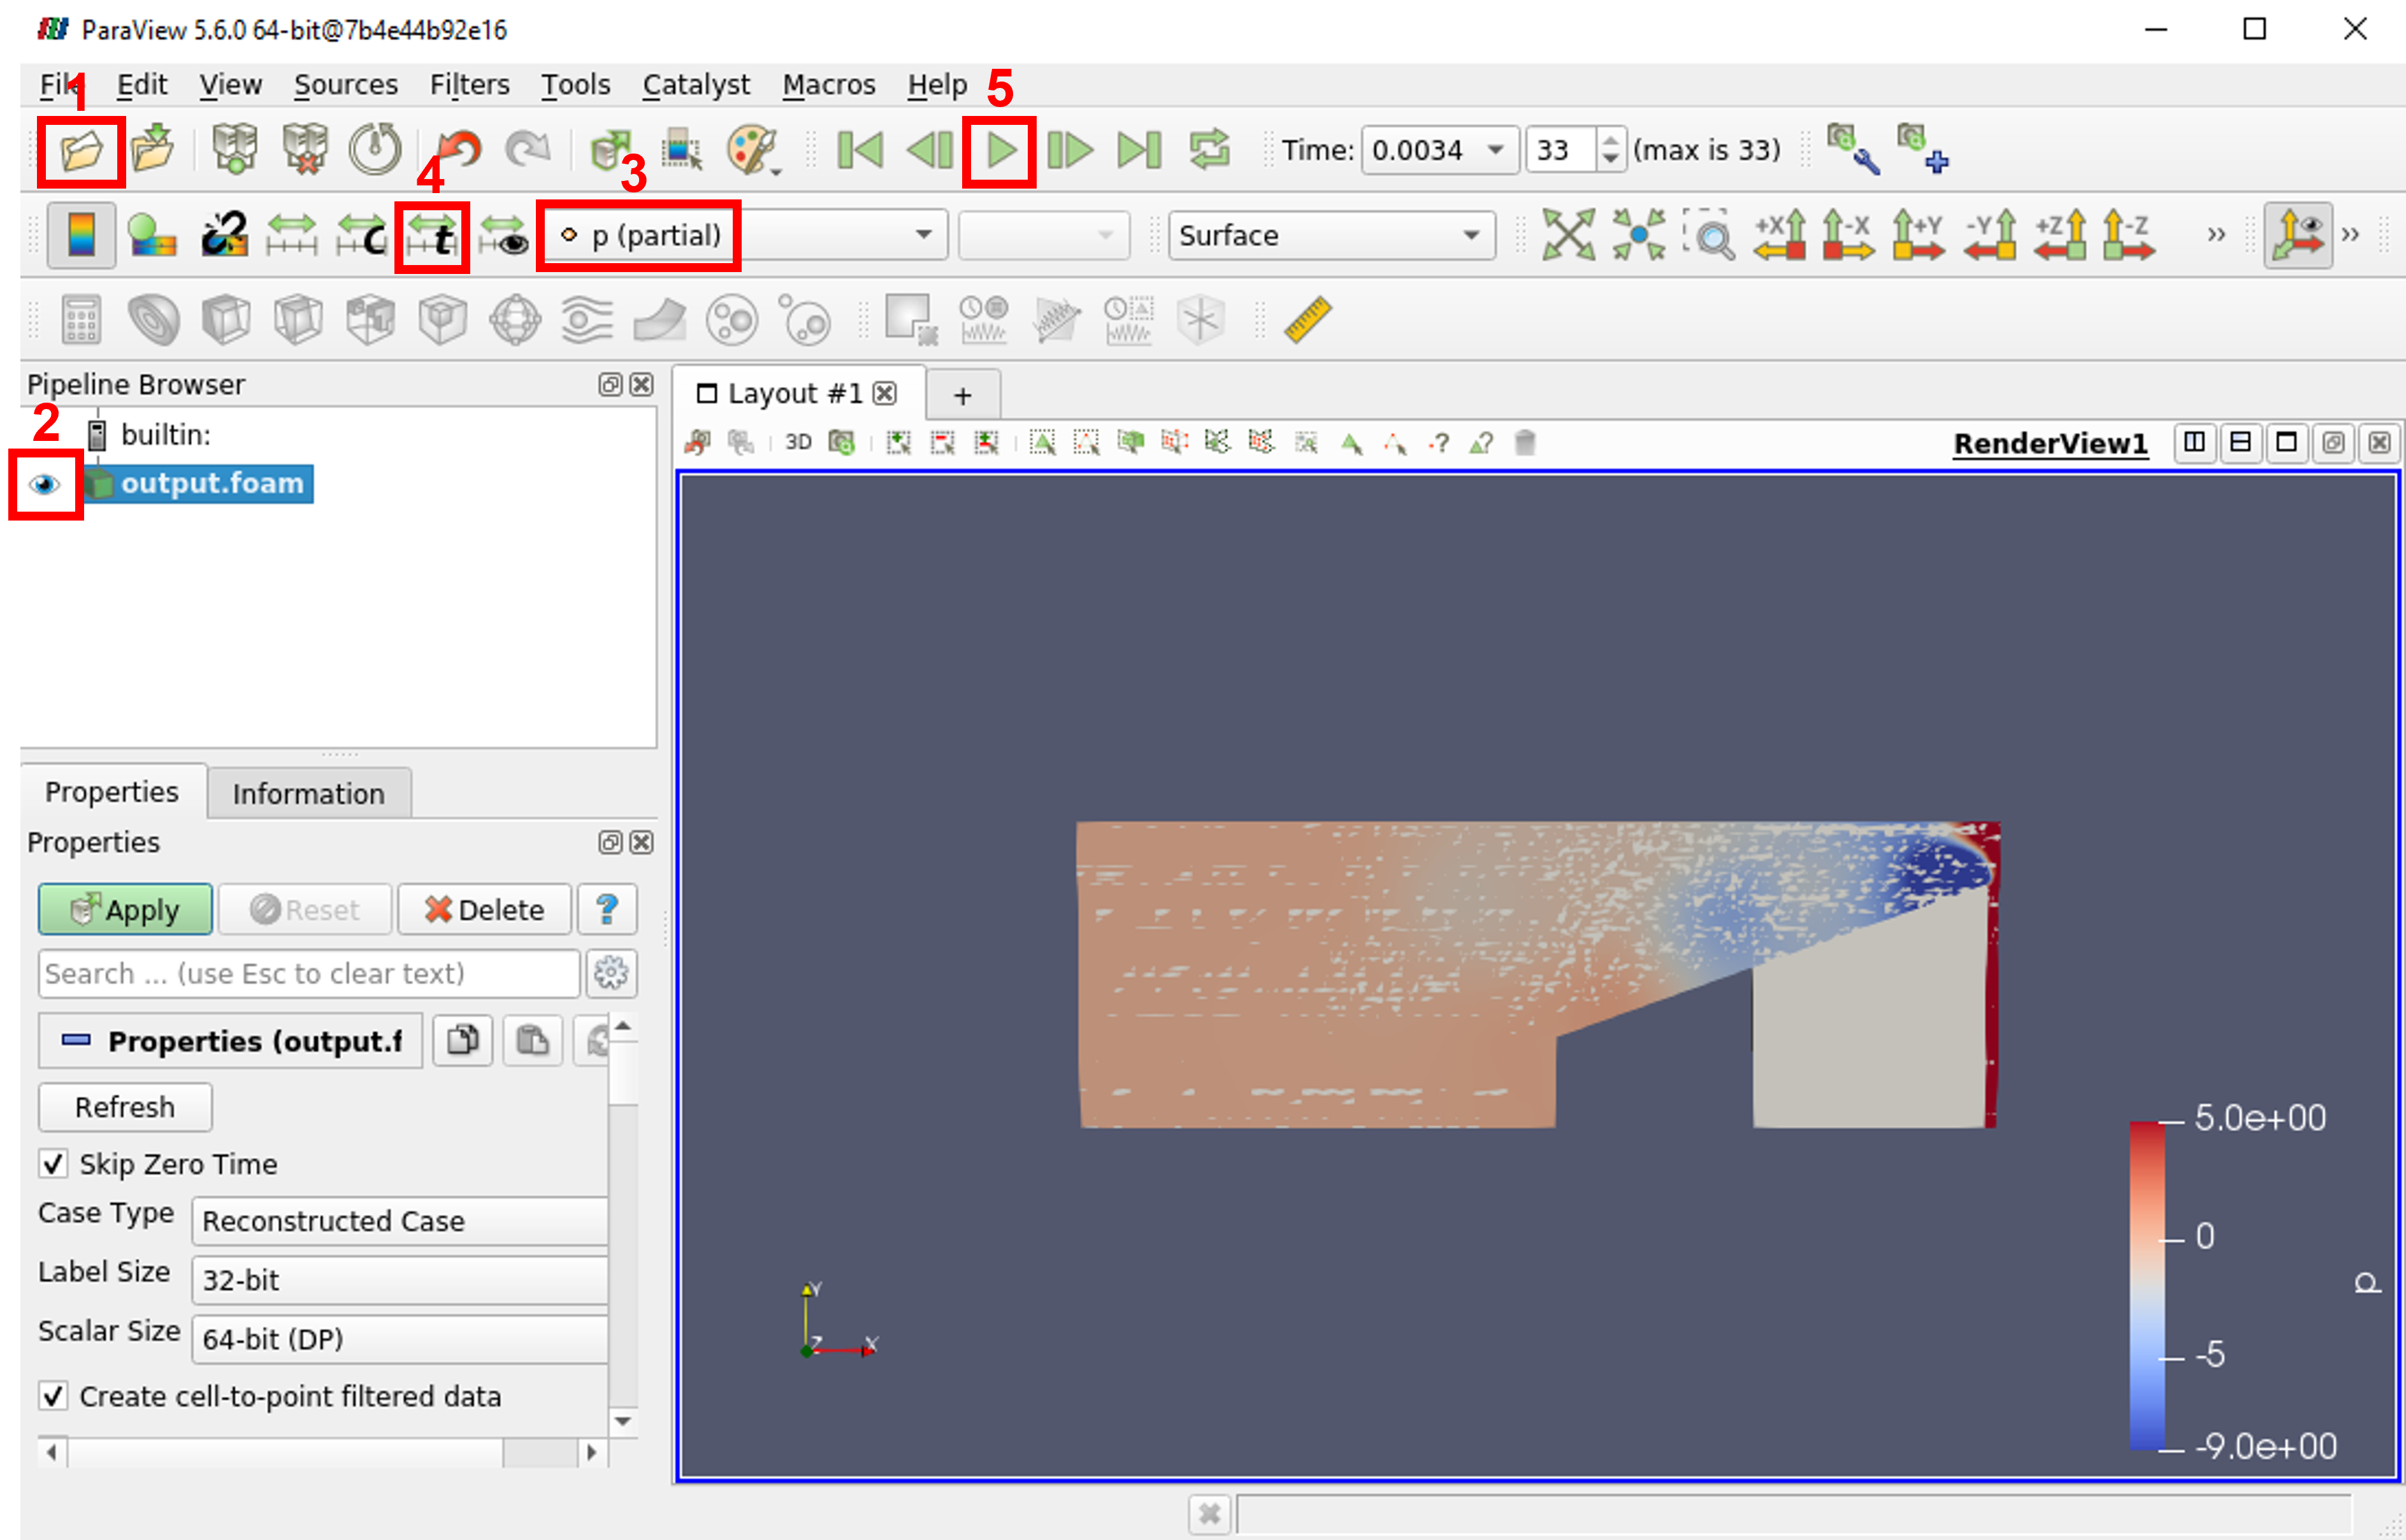 ParaView 5.6.0 64-bit@7b4e44b92e16
File Edit View Sources Filters Tools Catalyst Macros Help
1
5
Time: 0.0034 33 (max is 33)
4
3
C t p (partial) Surface +X -X +Y -Y +Z -Z
Pipeline Browser
Layout #1 +
2
builtin:
3D
RenderView1
output.foam
Properties Information
Properties
Apply Reset Delete ?
Search ... (use Esc to clear text)
Properties (output.f
Refresh
Skip Zero Time
Case Type Reconstructed Case
Label Size 32-bit
Scalar Size 64-bit (DP)
Create cell-to-point filtered data
Y
Z X
5.0e+00
0
p
-5
-9.0e+00